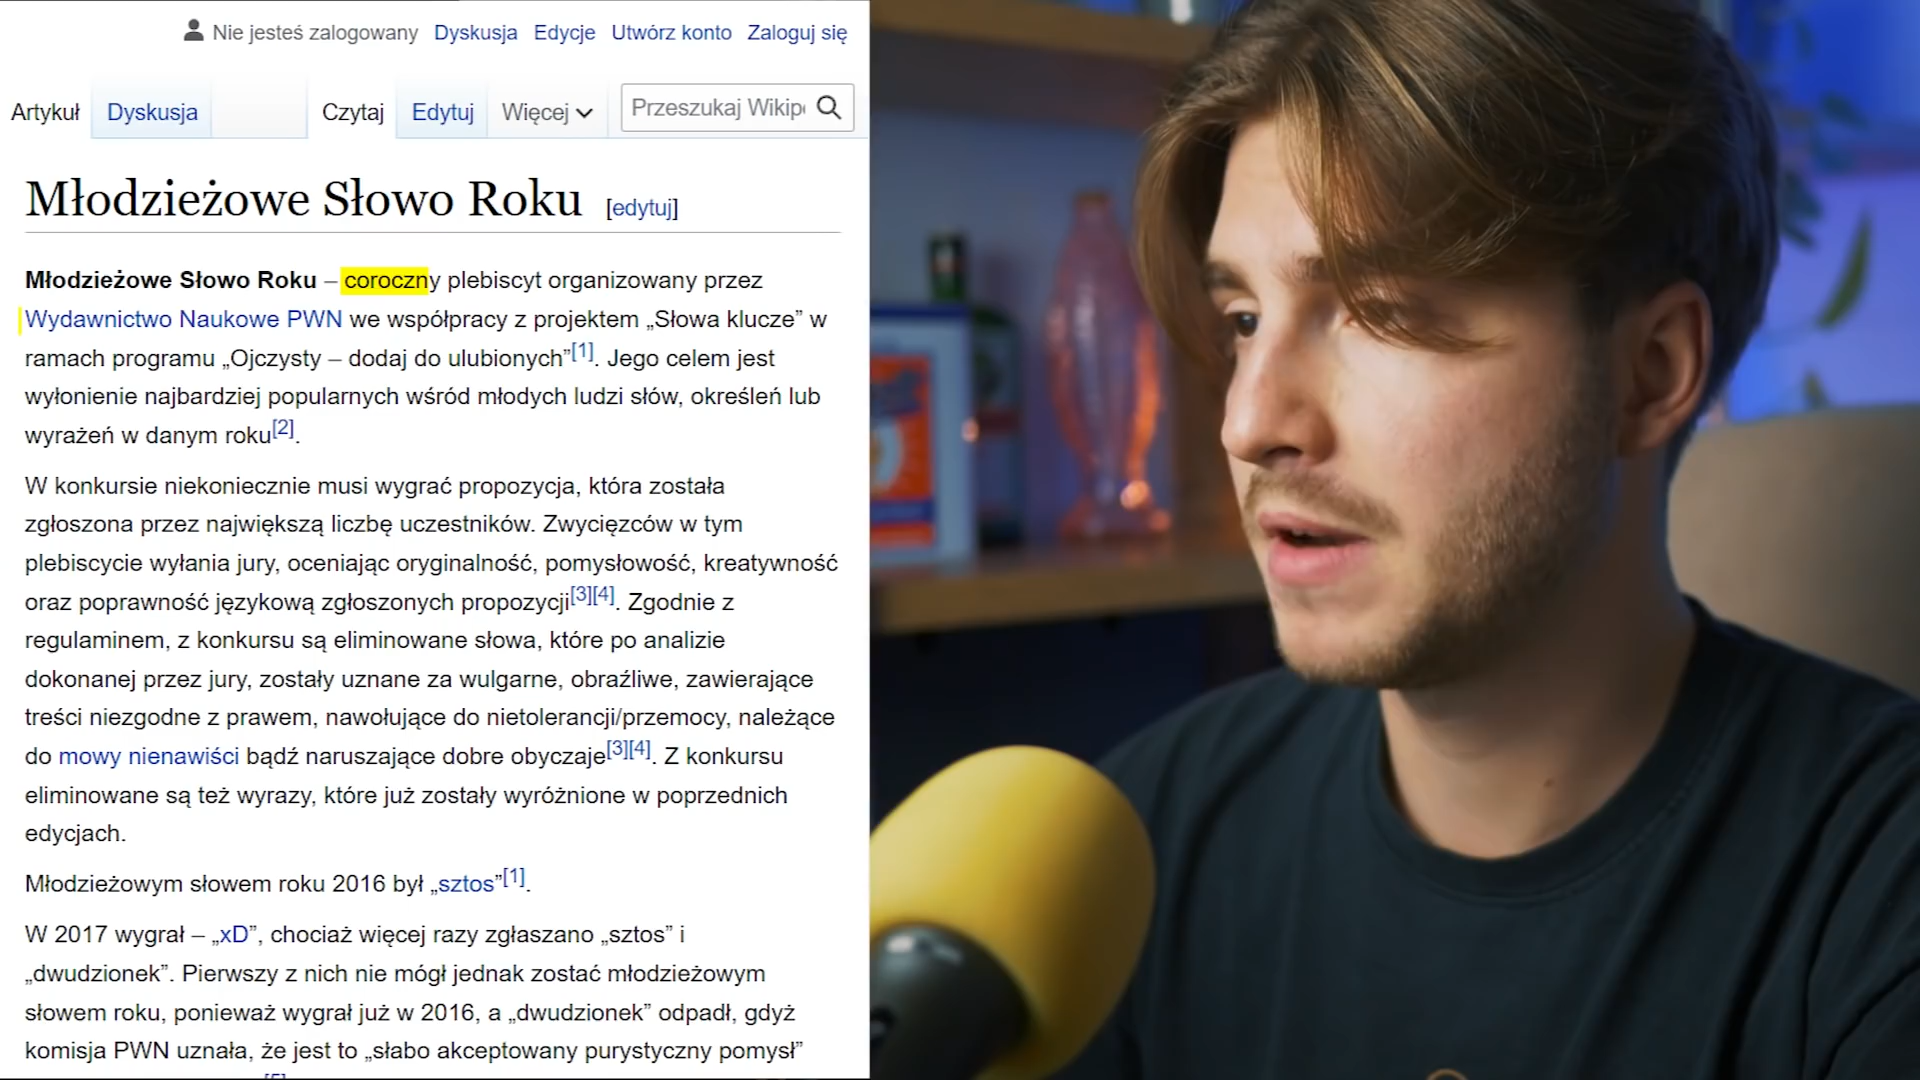 Nie jesteś zalogowany Dyskusja Edycje Utwórz konto Zaloguj się
Artykuł Dyskusja Czytaj Edytuj Więcej Przeszukaj Wikip
Młodzieżowe Słowo Roku [edytuj]
Młodzieżowe Słowo Roku – coroczny plebiscyt organizowany przez
Wydawnictwo Naukowe PWN we współpracy z projektem „Słowa klucze” w
ramach programu „Ojczysty – dodaj do ulubionych”[1]. Jego celem jest
wyłonienie najbardziej popularnych wśród młodych ludzi słów, określeń lub
wyrażeń w danym roku[2].
W konkursie niekoniecznie musi wygrać propozycja, która została
zgłoszona przez największą liczbę uczestników. Zwycięzców w tym
plebiscycie wyłania jury, oceniając oryginalność, pomysłowość, kreatywność
oraz poprawność językową zgłoszonych propozycji[3][4]. Zgodnie z
regulaminem, z konkursu są eliminowane słowa, które po analizie
dokonanej przez jury, zostały uznane za wulgarne, obraźliwe, zawierające
treści niezgodne z prawem, nawołujące do nietolerancji/przemocy, należące
do mowy nienawiści bądź naruszające dobre obyczaje[3][4]. Z konkursu
eliminowane są też wyrazy, które już zostały wyróżnione w poprzednich
edycjach.
Młodzieżowym słowem roku 2016 był „sztos”[1].
W 2017 wygrał – „xD”, chociaż więcej razy zgłaszano „sztos” i
„dwudzionek”. Pierwszy z nich nie mógł jednak zostać młodzieżowym
słowem roku, ponieważ wygrał już w 2016, a „dwudzionek” odpadł, gdyż
komisja PWN uznała, że jest to „słabo akceptowany purystyczny pomysł”